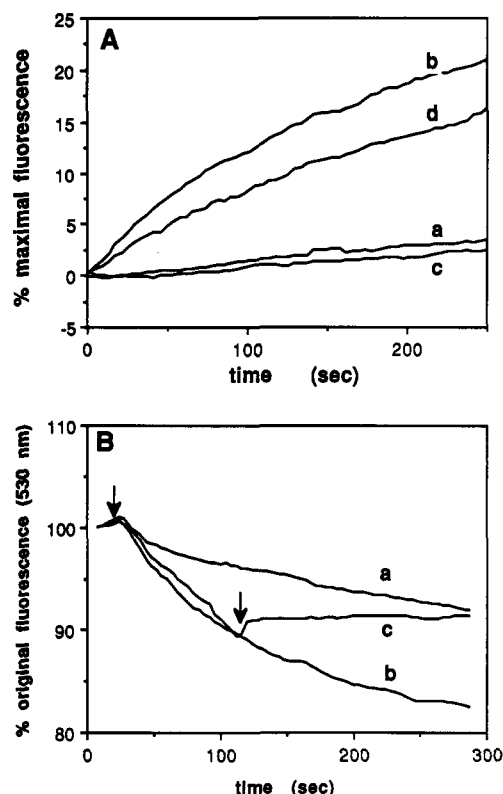 A
25
20
15
10
5
0
-5
b
d
a
c
0
100
200
% maximal fluorescence
time (sec)
B
110
100
90
80
a
c
b
0
100
200
300
% original fluorescence (530 nm)
time (sec)